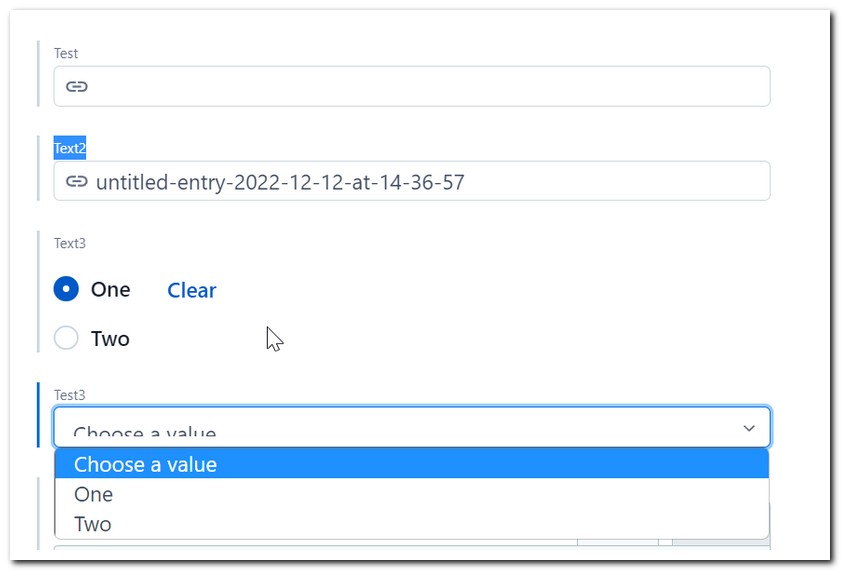 Test
Text2
untitled-entry-2022-12-12-at-14-36-57
Text3
One Clear
Two
Test3
Choose a value
Choose a value
One
Two